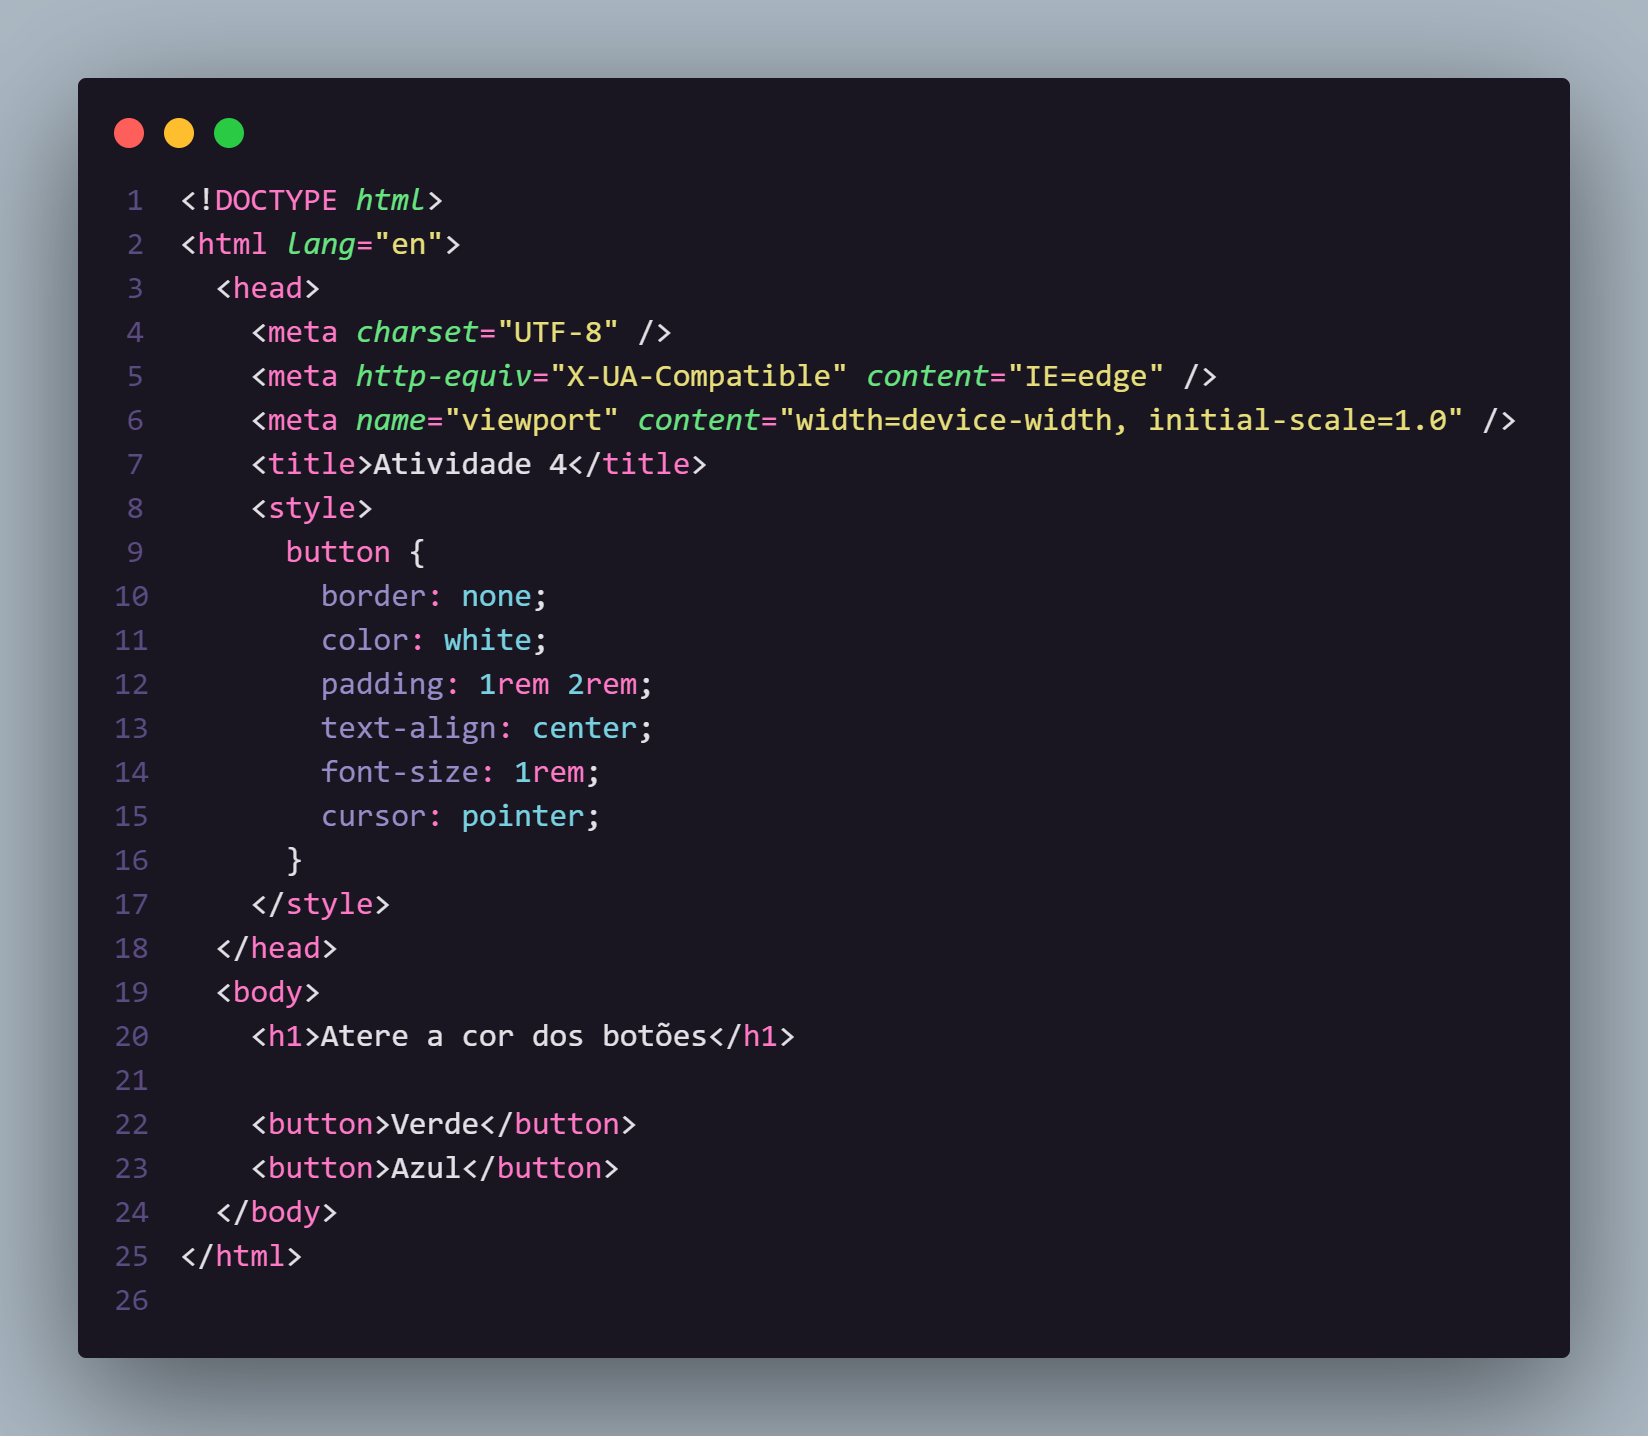 1 <!DOCTYPE html>
2 <html lang="en">
3   <head>
4     <meta charset="UTF-8" />
5     <meta http-equiv="X-UA-Compatible" content="IE=edge" />
6     <meta name="viewport" content="width=device-width, initial-scale=1.0" />
7     <title>Atividade 4</title>
8     <style>
9       button {
10         border: none;
11         color: white;
12         padding: 1rem 2rem;
13         text-align: center;
14         font-size: 1rem;
15         cursor: pointer;
16       }
17     </style>
18   </head>
19   <body>
20     <h1>Atere a cor dos botões</h1>
21
22     <button>Verde</button>
23     <button>Azul</button>
24   </body>
25 </html>
26